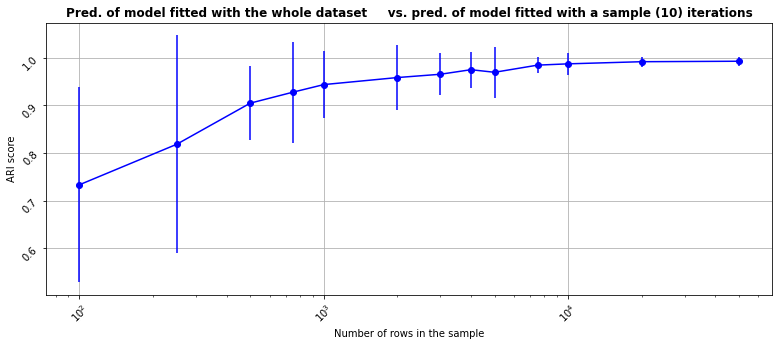 Pred. of model fitted with the whole dataset     vs. pred. of model fitted with a sample (10) iterations
1.0
0.9
0.8
0.7
0.6
ARI score
10² 10³ 10⁴
Number of rows in the sample